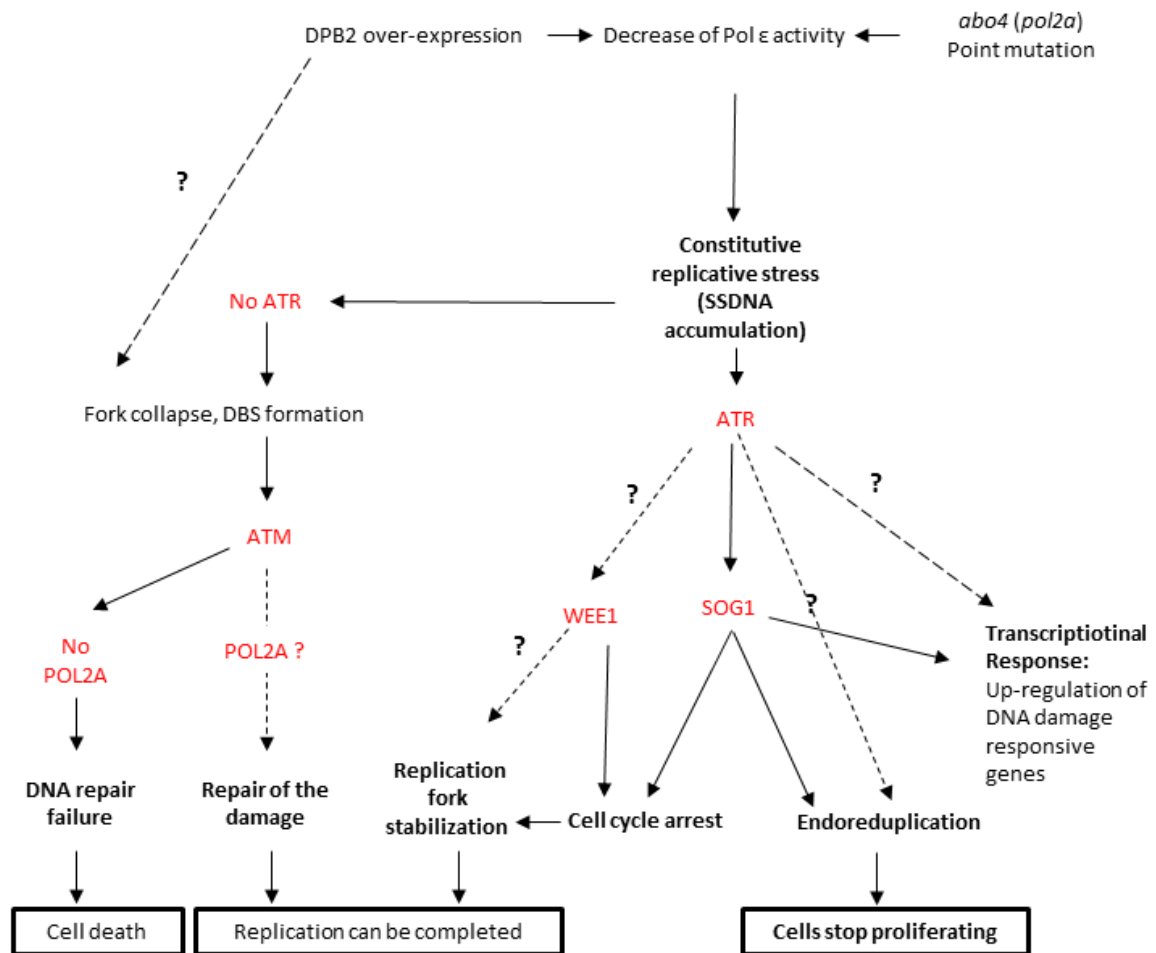 DPB2 over-expression
Decrease of Pol ε activity
abo4 (pol2a)
Point mutation
?
Constitutive
replicative stress
(SSDNA
accumulation)
No ATR
Fork collapse, DBS formation
ATR
?
?
ATM
WEE1
SOG1
?
No
POL2A
POL2A ?
?
Transcriptiotinal
Response:
Up-regulation of
DNA damage
responsive
genes
DNA repair
failure
Repair of the
damage
Replication
fork
stabilization
Cell cycle arrest
Endoreduplication
Cell death
Replication can be completed
Cells stop proliferating